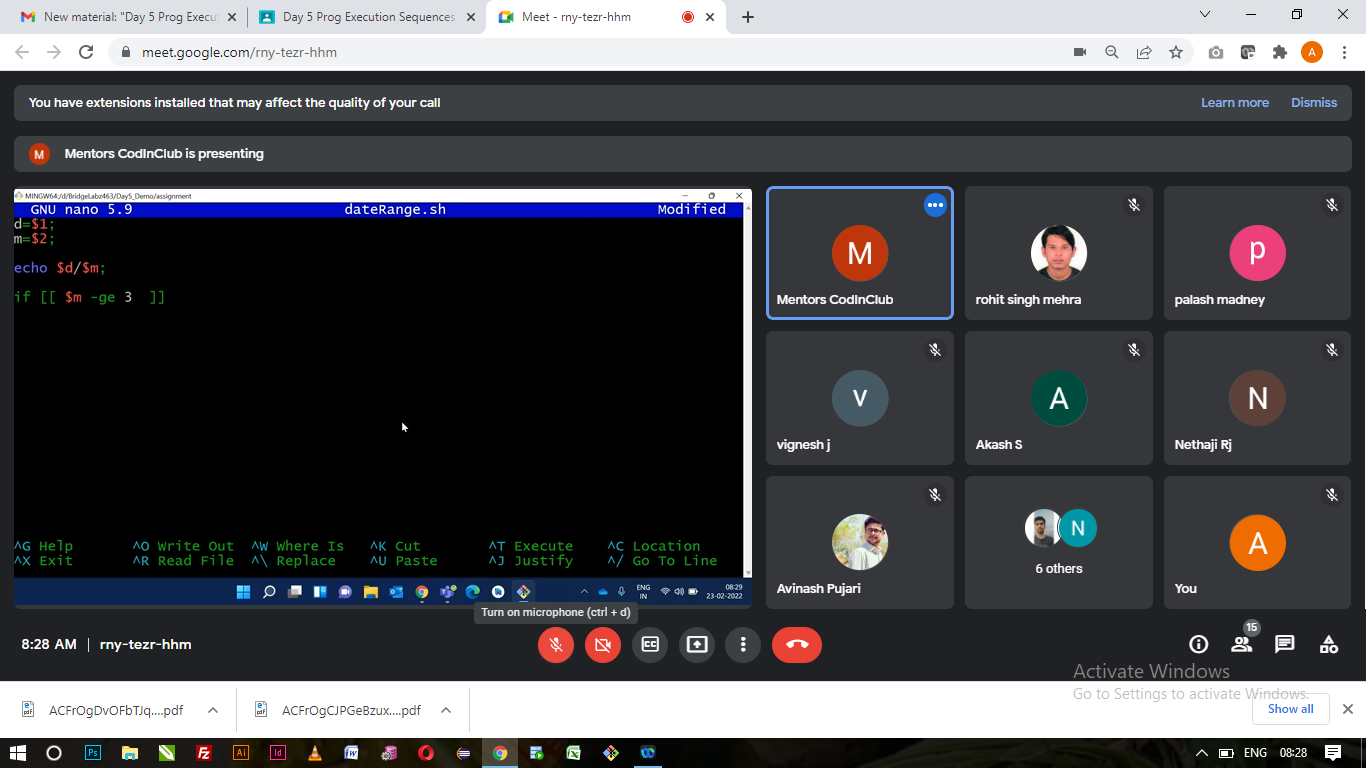 New material: "Day 5 Prog Execut
Day 5 Prog Execution Sequences
Meet - rny-tezr-hhm
meet.google.com/rny-tezr-hhm
A
You have extensions installed that may affect the quality of your call
Learn more
Dismiss
M
Mentors CodInClub is presenting
MINGW64:/d/BridgeLabz463/Day5_Demo/assignment
GNU nano 5.9
dateRange.sh
Modified
d=$1;
m=$2;
echo $d/$m;
if [[ $m -ge 3  ]]
^G Help
^O Write Out
^W Where Is
^K Cut
^T Execute
^C Location
^X Exit
^R Read File
^\ Replace
^U Paste
^J Justify
^/ Go To Line
ENG
IN
08:29
23-02-2022
M
Mentors CodInClub
rohit singh mehra
p
palash madney
v
vignesh j
A
Akash S
N
Nethaji Rj
Avinash Pujari
N
6 others
A
You
Turn on microphone (ctrl + d)
8:28 AM | rny-tezr-hhm
15
Activate Windows
Go to Settings to activate Windows.
ACFrOgDvOFbTJq....pdf
ACFrOgCJPGeBzux....pdf
Show all
Ps
Fz
Ai
Id
W
ENG
08:28